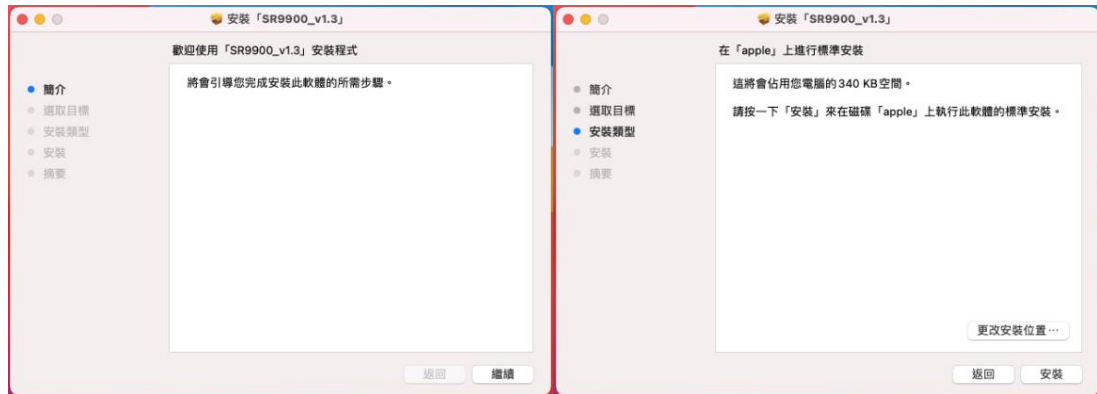 安裝「SR9900_v1.3」
歡迎使用「SR9900_v1.3」安裝程式
簡介
選取目標
安裝類型
安裝
摘要
將會引導您完成安裝此軟體的所需步驟。
返回
繼續
安裝「SR9900_v1.3」
在「apple」上進行標準安裝
簡介
選取目標
安裝類型
安裝
摘要
這將會佔用您電腦的 340 KB 空間。
請按一下「安裝」來在磁碟「apple」上執行此軟體的標準安裝。
更改安裝位置⋯
返回
安裝